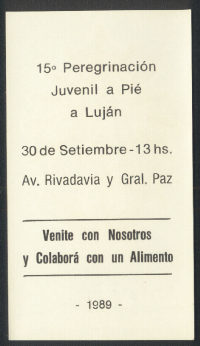 15º Peregrinación
Juvenil a Pié
a Luján
30 de Setiembre - 13 hs.
Av. Rivadavia y Gral. Paz
Venite con Nosotros
y Colaborá con un Alimento
- 1989 -